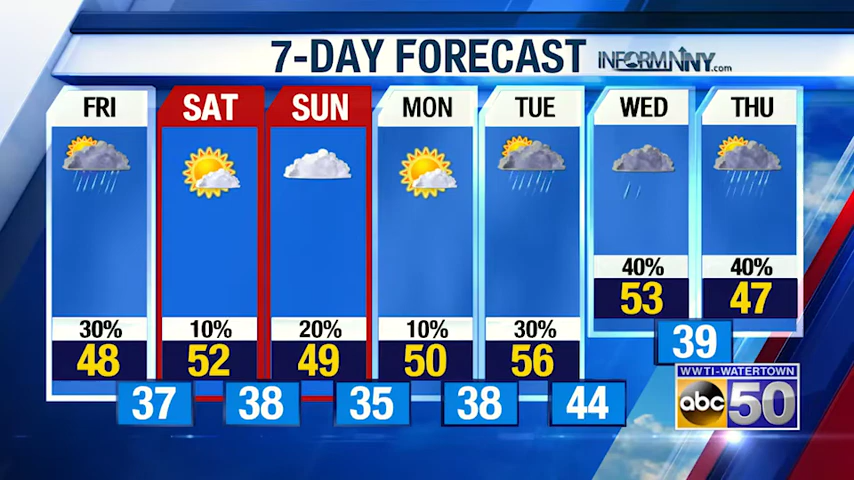 7-DAY FORECAST
INFORMNNY.com
FRI SAT SUN MON TUE WED THU
40% 40%
53 47
30% 10% 20% 10% 30%
48 52 49 50 56
39
37 38 35 38 44
WWTI-WATERTOWN
abc 50